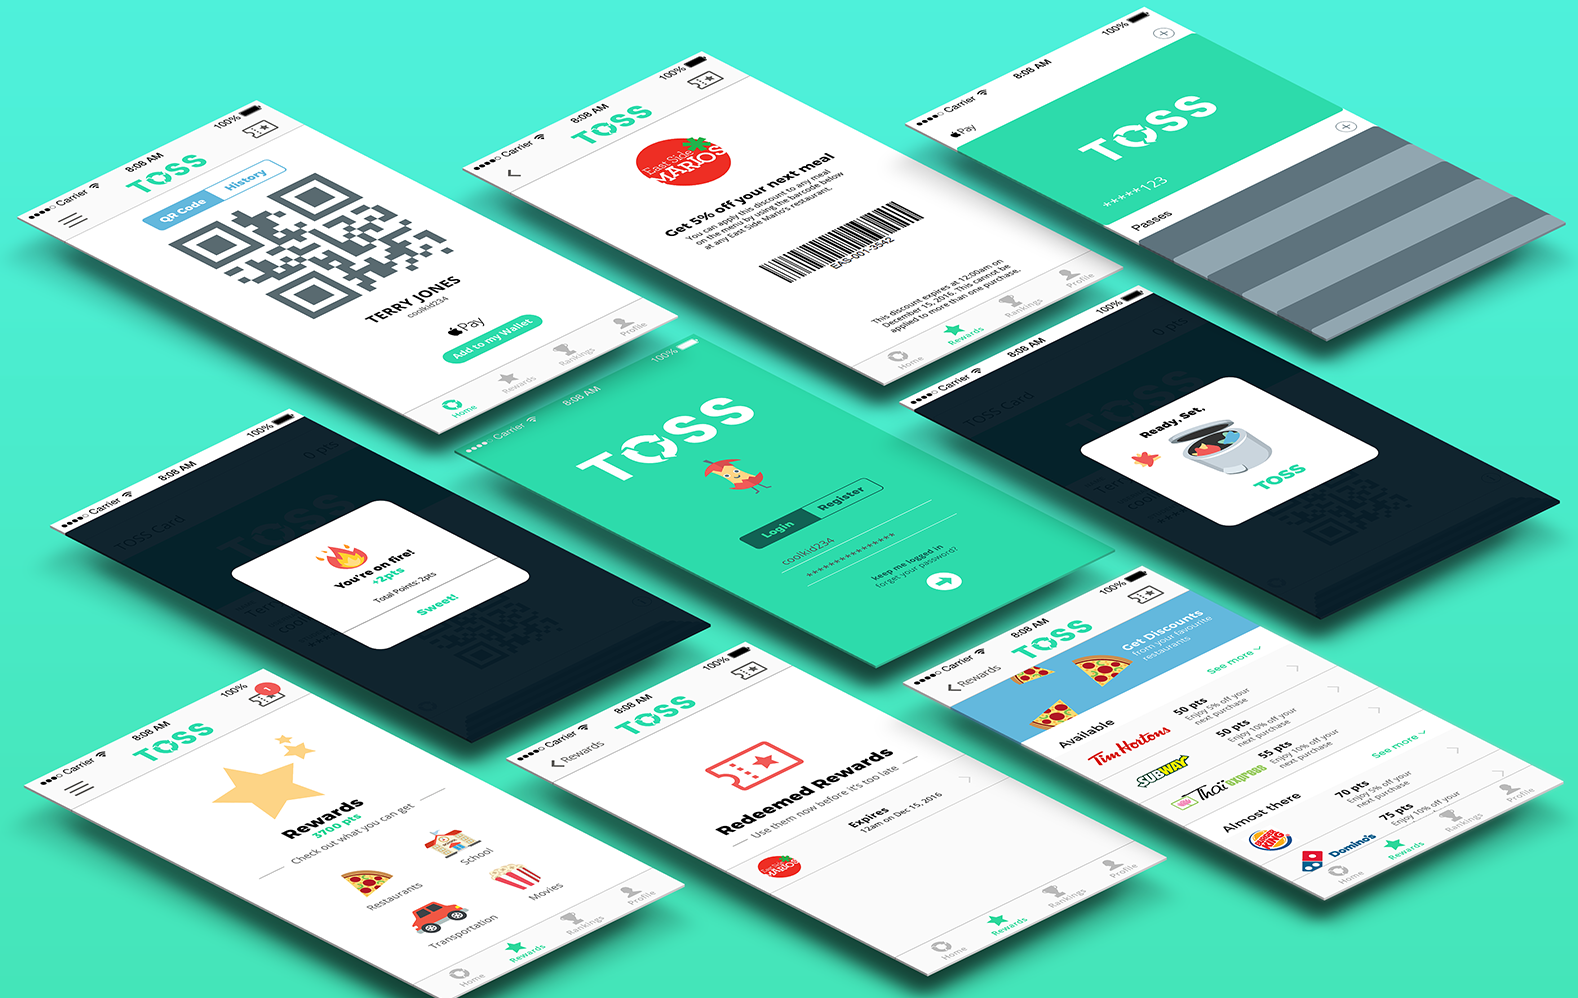 Carrier
8:08 AM
100%
TOSS
QR Code
History
TERRY JONES
coolkid234
Pay
Add to my Wallet
Home
Rewards
Rankings
Profile
Carrier
8:08 AM
100%
TOSS
East Side
MARIO'S
Get 5% off your next meal
You can apply this discount to any meal
on the menu by using the barcode below
at any East Side Mario's restaurant.
EAS-001-3542
This discount expires at 12:00am on
December 15, 2016. This cannot be
applied to more than one purchase.
Home
Rewards
Rankings
Profile
Carrier
8:08 AM
100%
Pay
TOSS
*****123
Passes
Carrier
8:08 AM
100%
TOSS Card
0 pts
You're on fire!
+2pts
Total Points: 2pts
Sweet!
Carrier
8:08 AM
100%
TOSS
Login
Register
coolkid234
****************
keep me logged in
forget your password?
Carrier
8:08 AM
100%
TOSS Card
6 pts
Ready, Set,
TOSS
Carrier
8:08 AM
100%
1
TOSS
Rewards
3700 pts
Check out what you can get
Restaurants
School
Transportation
Movies
Home
Rewards
Rankings
Profile
Carrier
8:08 AM
100%
Rewards
TOSS
Redeemed Rewards
Use them now before it's too late
East Side
MARIO'S
Expires
12am on Dec 15, 2016
Home
Rewards
Rankings
Profile
Carrier
8:08 AM
100%
Rewards
TOSS
Get Discounts
from your favourite
restaurants
Available
See more
Tim Hortons
50 pts
Enjoy 5% off your
next purchase
SUBWAY
50 pts
Enjoy 10% off your
next purchase
Thaï express
55 pts
Enjoy 10% off your
next purchase
Almost there
See more
BURGER
KING
70 pts
Enjoy 5% off your
next purchase
Domino's
75 pts
Enjoy 10% off your
Home
Rewards
Rankings
Profile